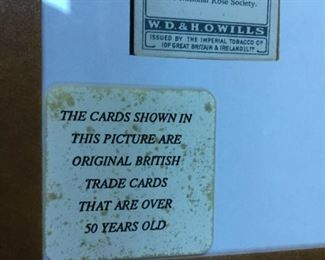 National Rose Society.
W.D.&H.O.WILLS
ISSUED BY THE IMPERIAL TOBACCO CO
(OF GREAT BRITAIN & IRELAND) LTD
THE CARDS SHOWN IN
THIS PICTURE ARE
ORIGINAL BRITISH
TRADE CARDS
THAT ARE OVER
50 YEARS OLD